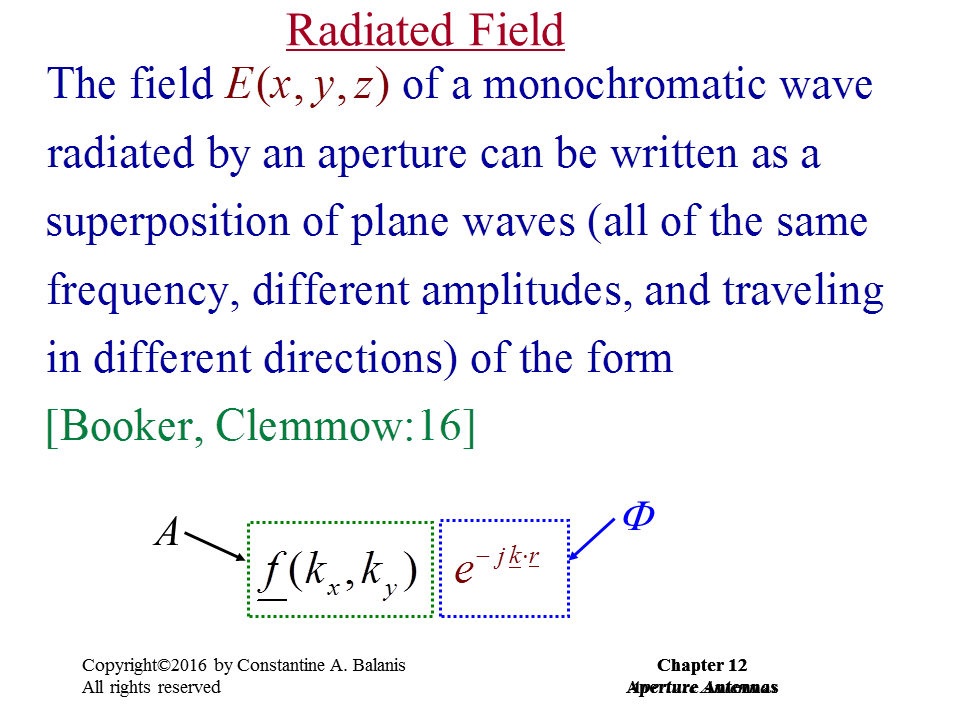 Radiated Field
The field E(x, y, z) of a monochromatic wave
radiated by an aperture can be written as a
superposition of plane waves (all of the same
frequency, different amplitudes, and traveling
in different directions) of the form
[Booker, Clemmow:16]
A
Φ
f(kx, ky) e^{-jk·r}
Copyright©2016 by Constantine A. Balanis
All rights reserved
Chapter 12
Aperture Antennas